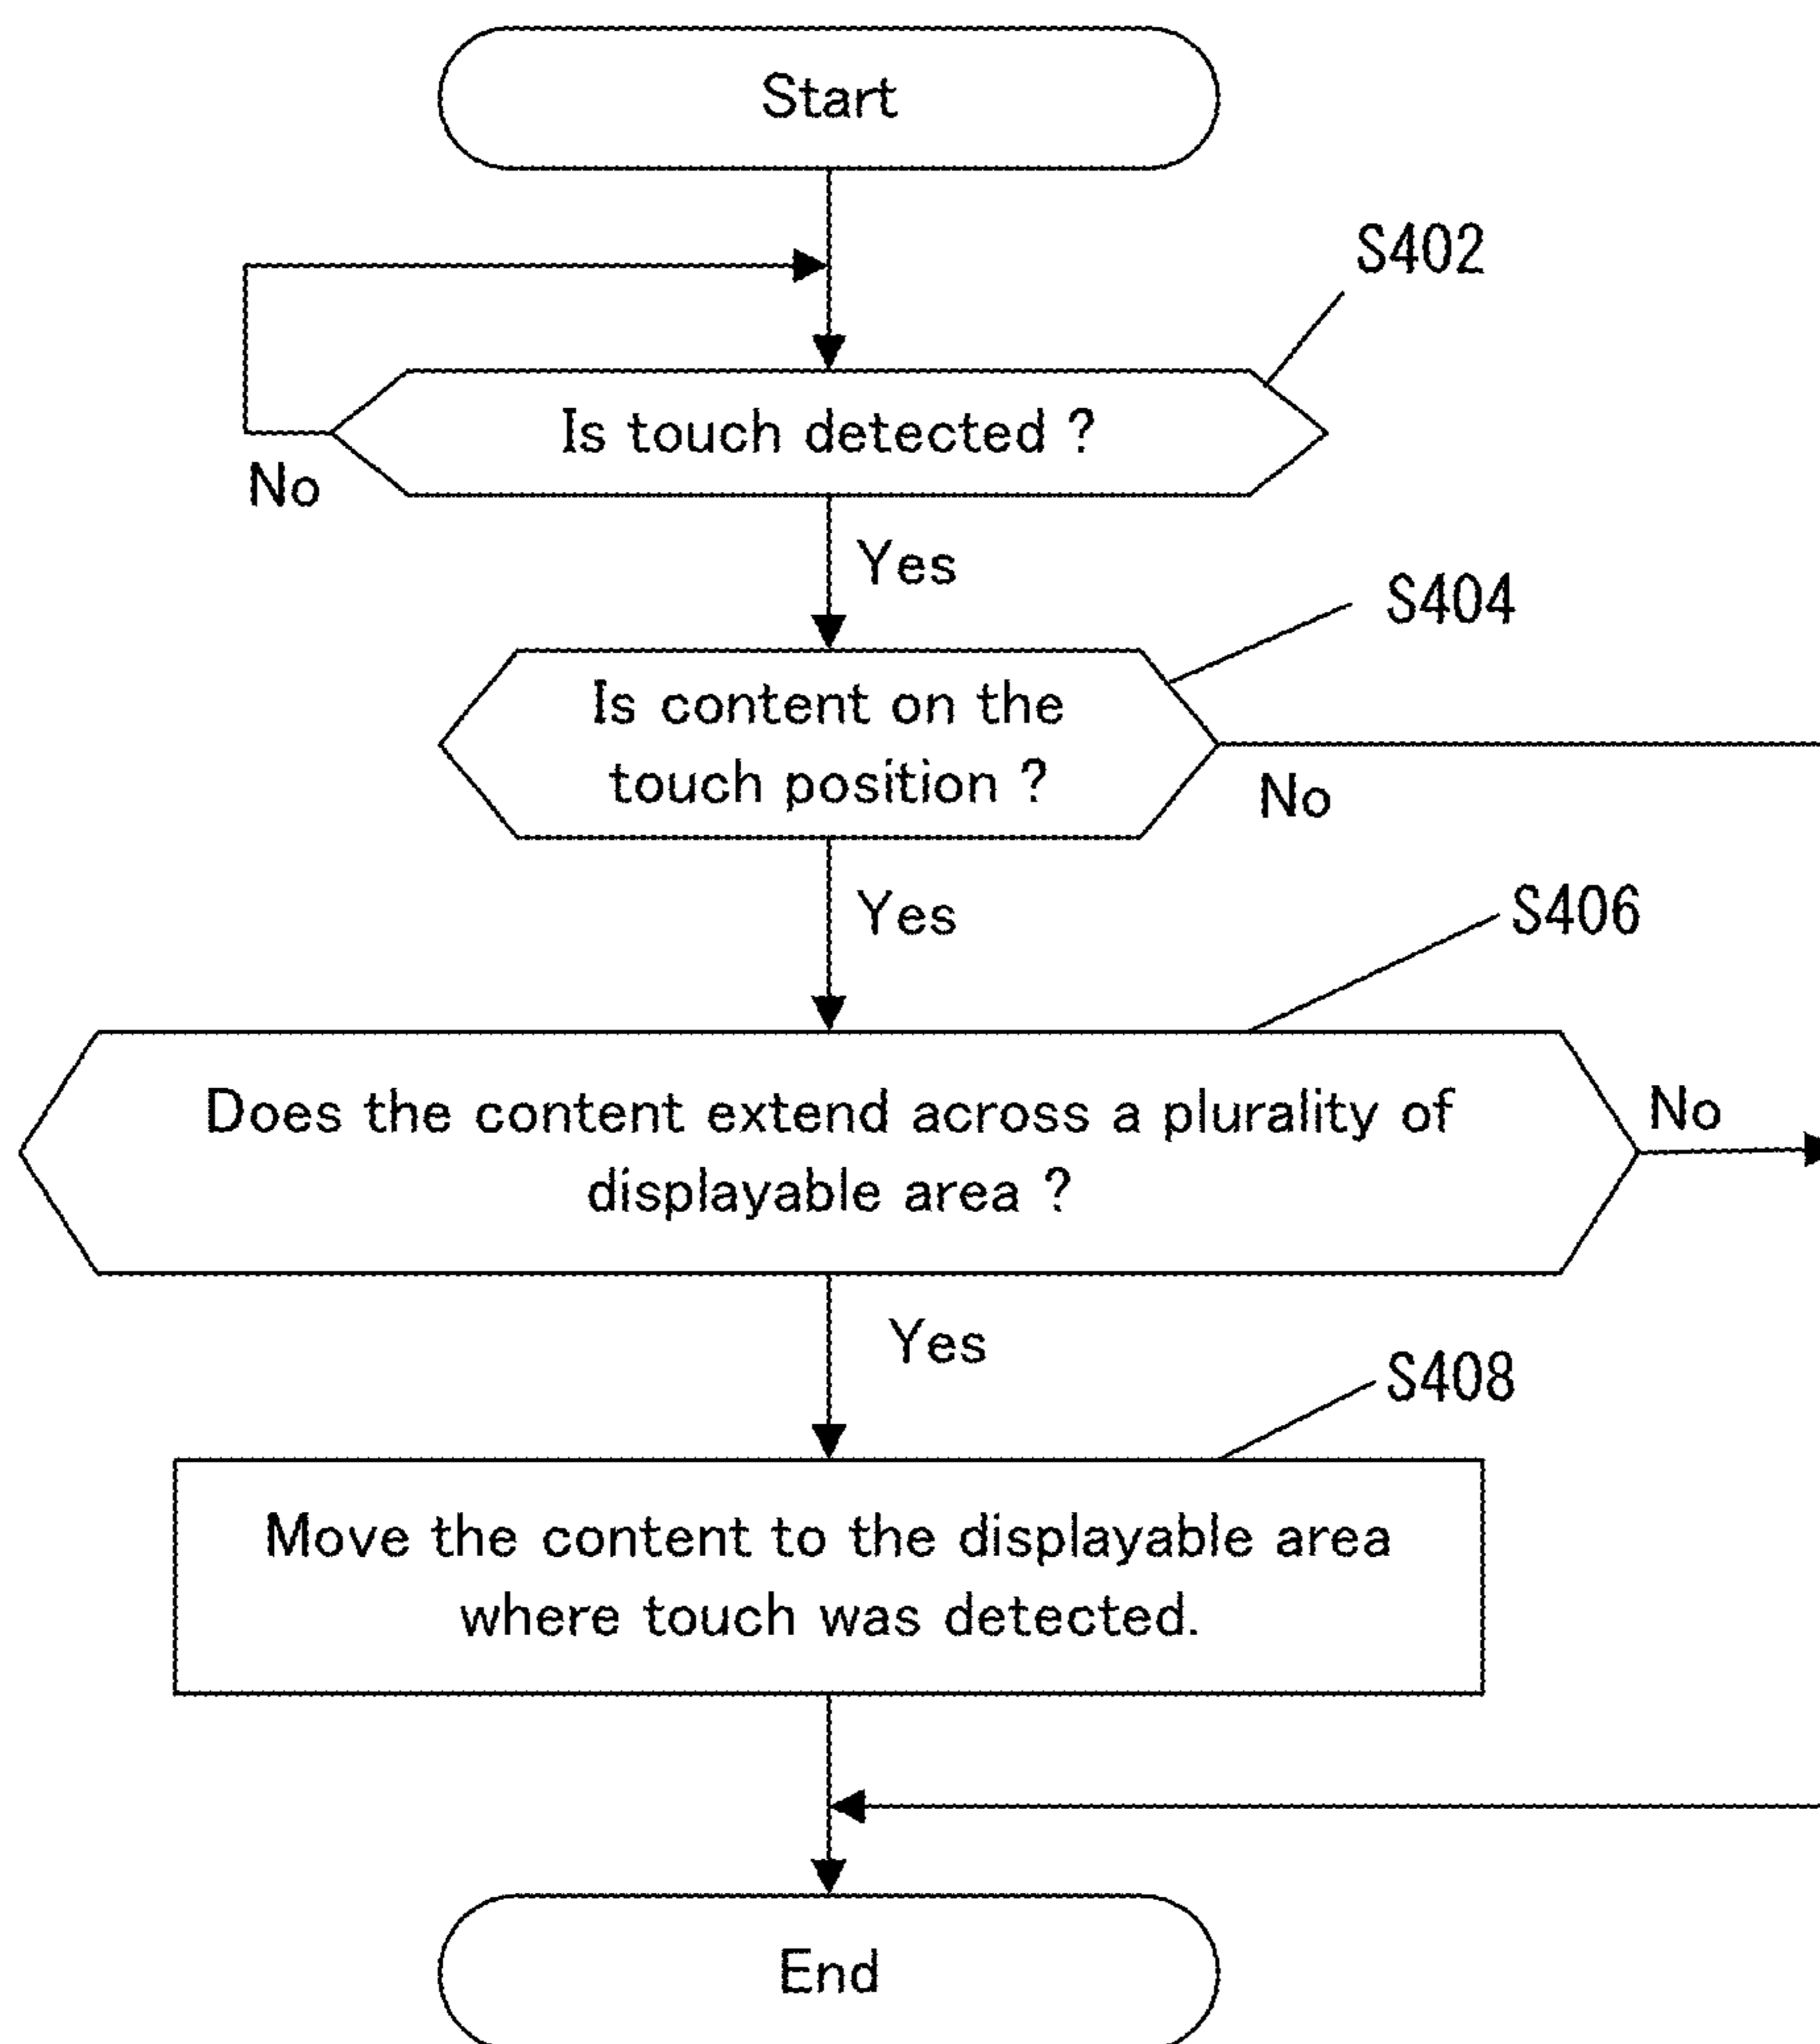 Start
S402
Is touch detected ?
No
Yes
S404
Is content on the
touch position ?
No
Yes
S406
Does the content extend across a plurality of
displayable area ?
No
Yes
S408
Move the content to the displayable area
where touch was detected.
End